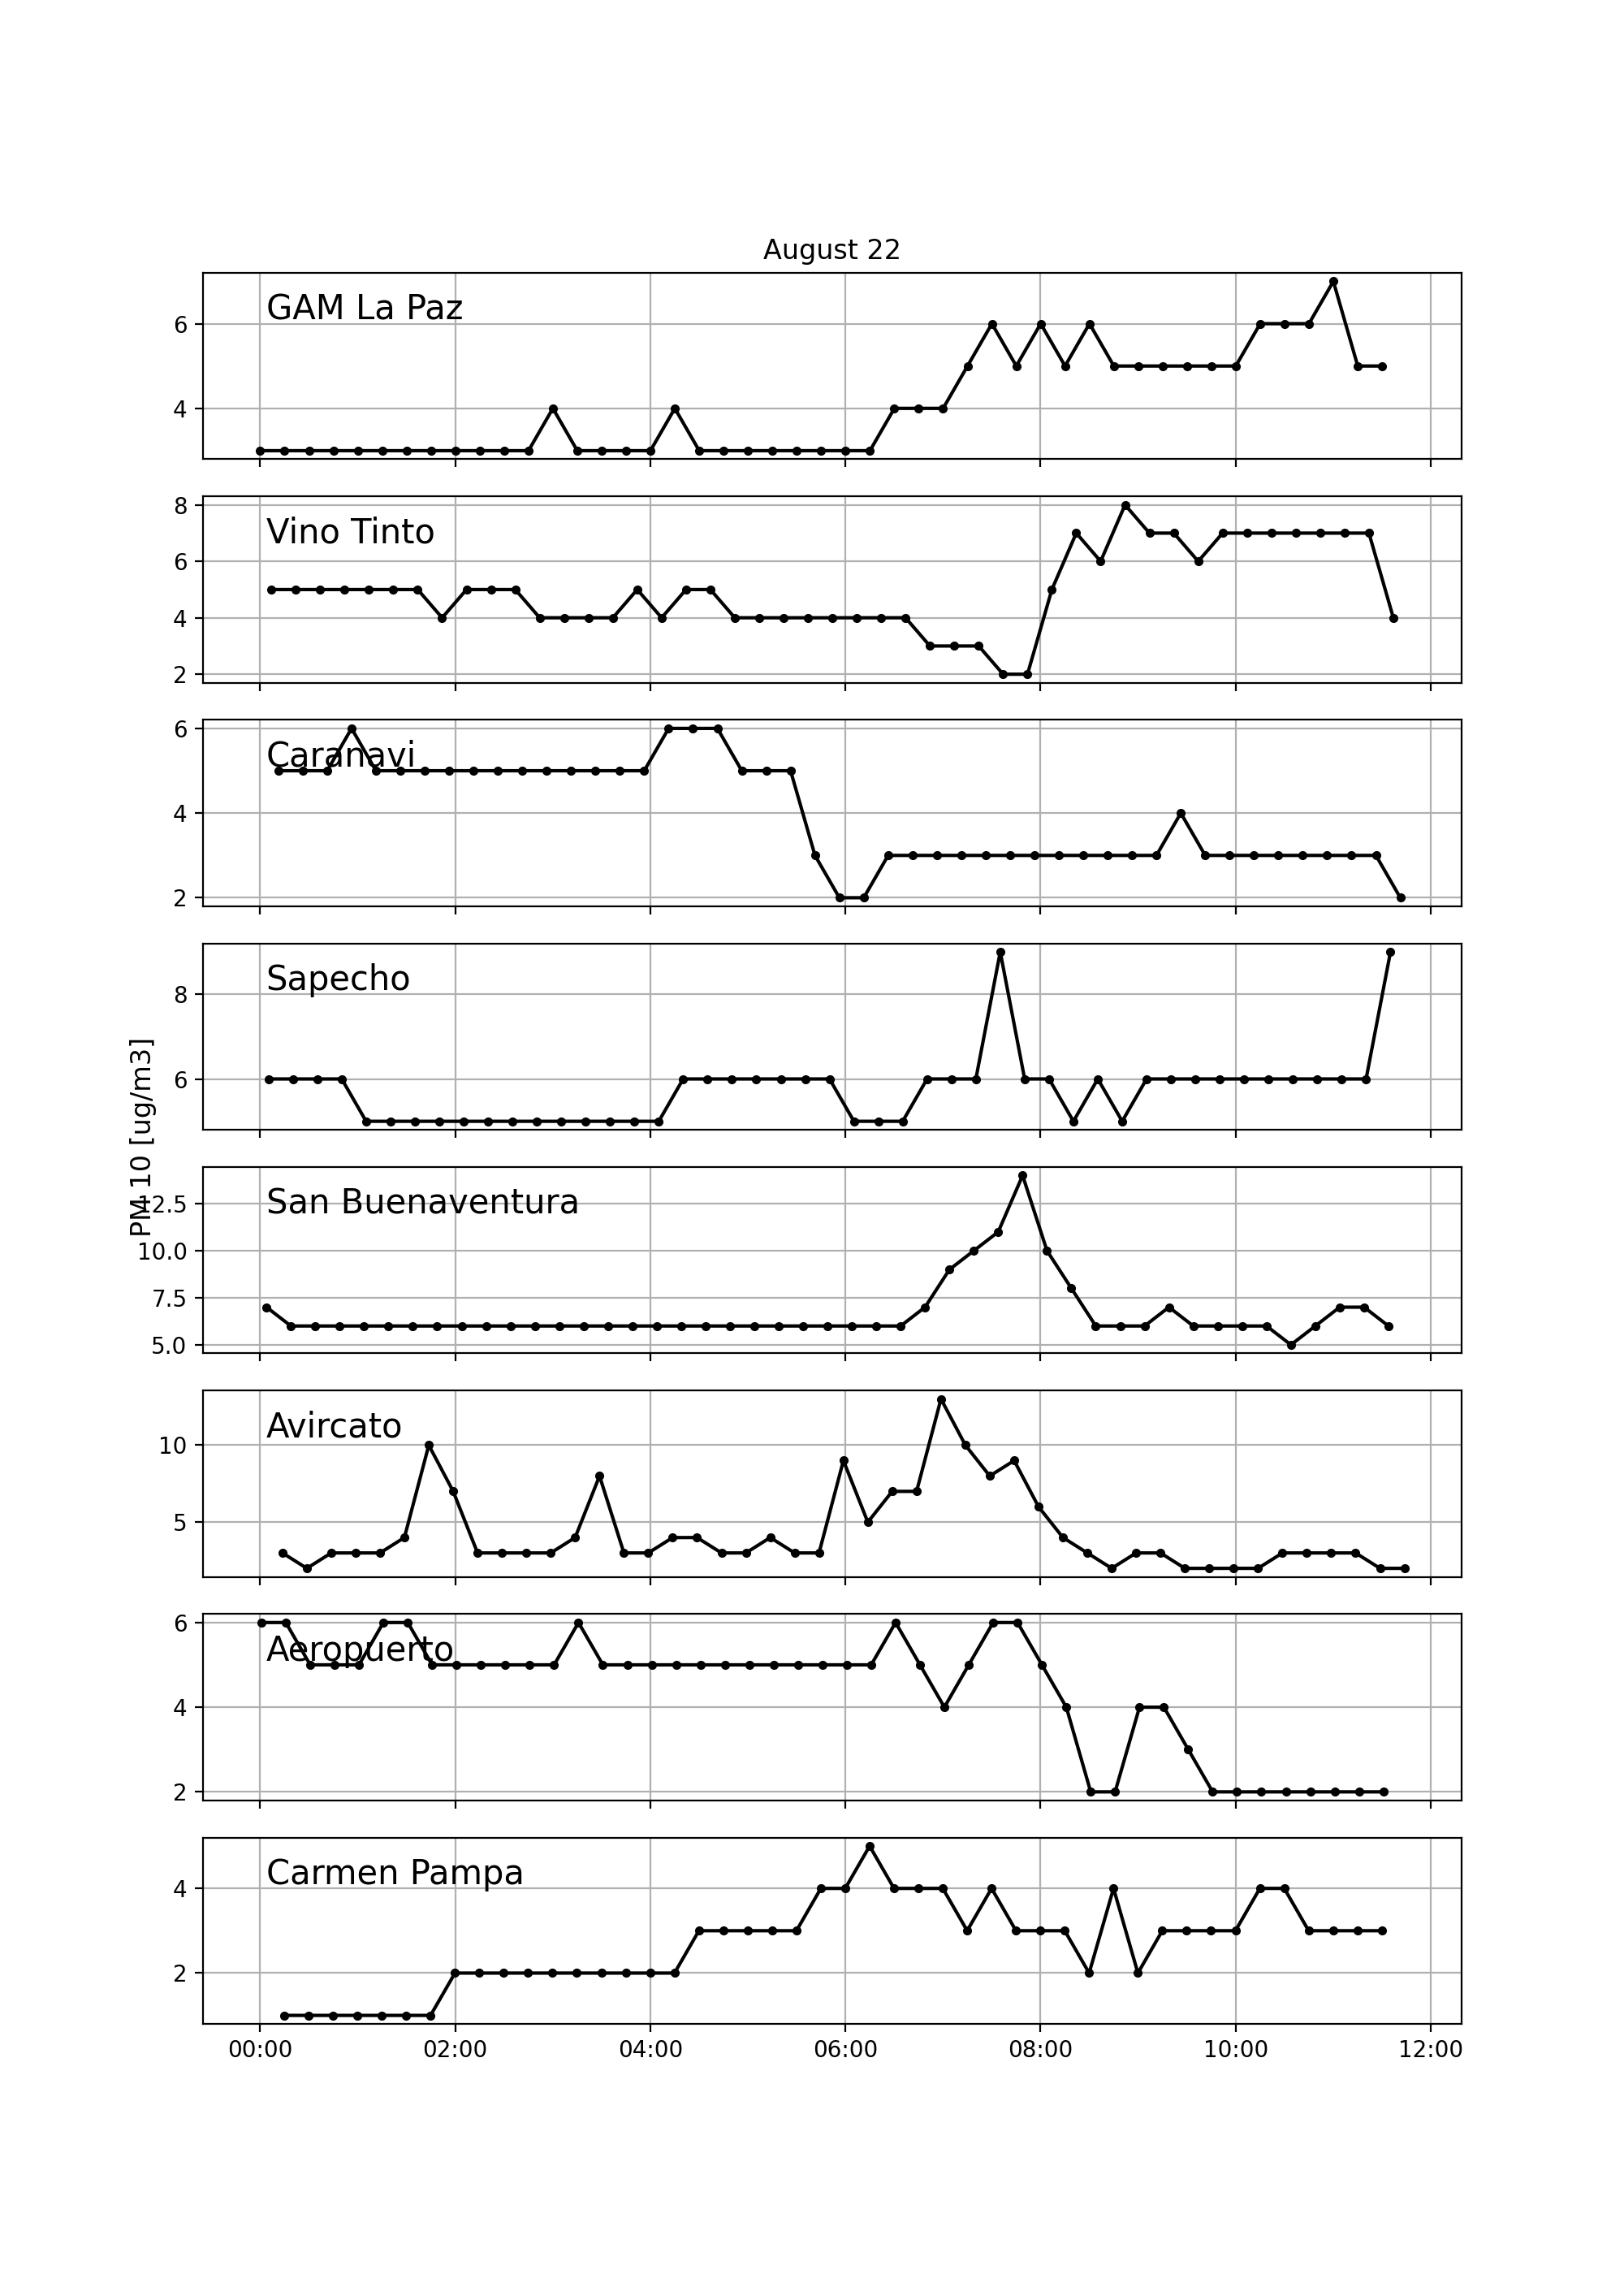 August 22
GAM La Paz
6
4
Vino Tinto
8
6
4
2
Caranavi
6
4
2
Sapecho
8
6
PM 10 [ug/m3]
San Buenaventura
12.5
10.0
7.5
5.0
Avircato
10
5
Aeropuerto
6
4
2
Carmen Pampa
4
2
00:00 02:00 04:00 06:00 08:00 10:00 12:00